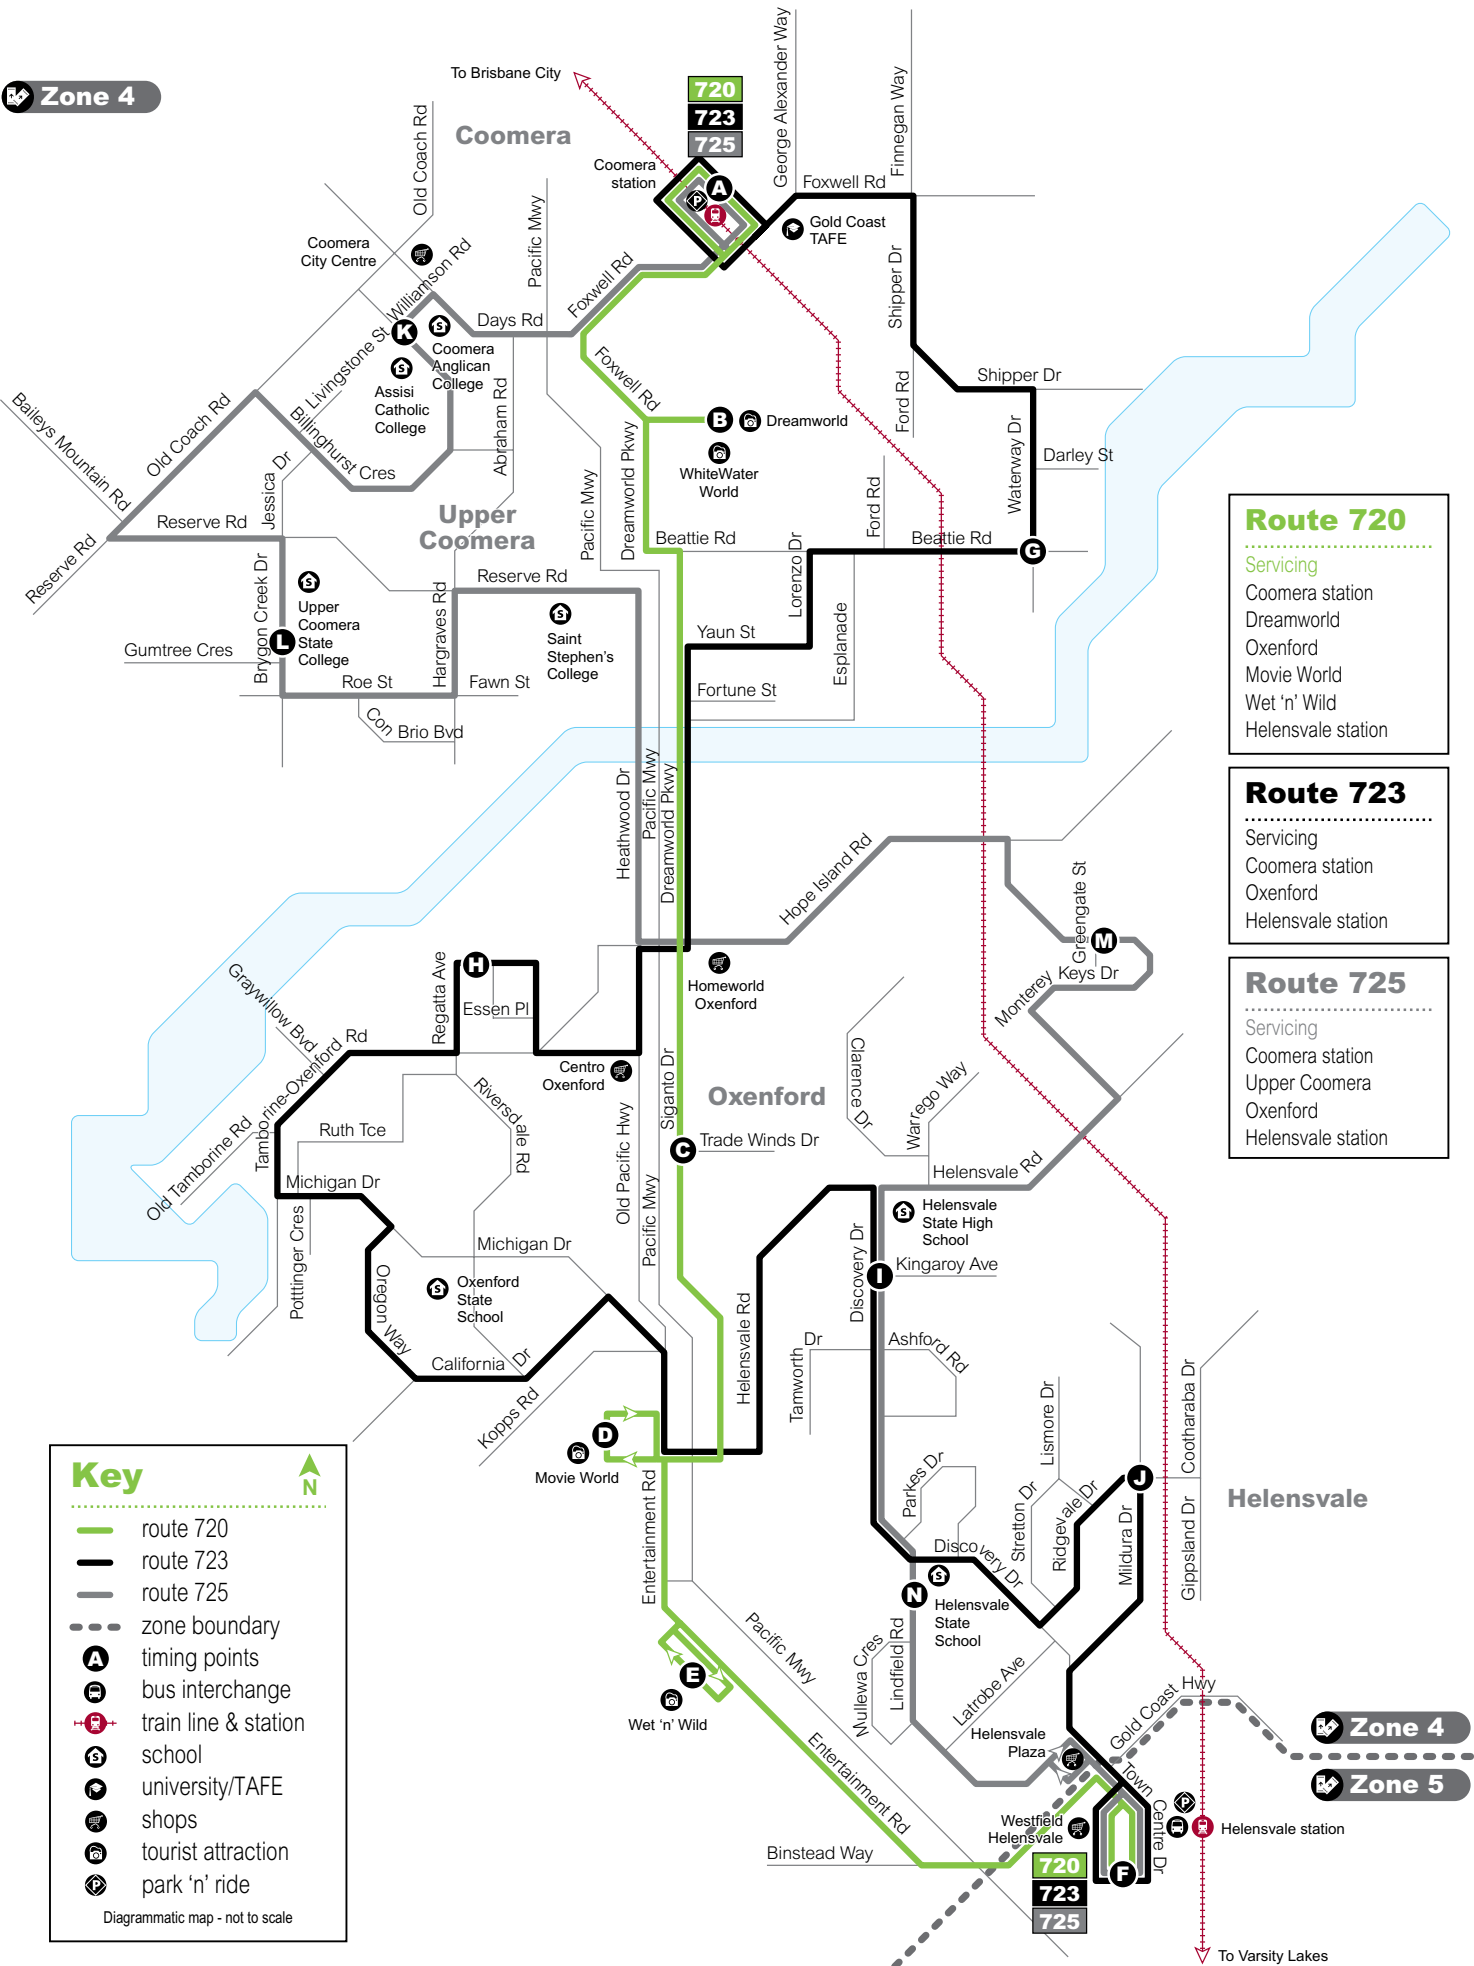 Zone 4
To Brisbane City
720
723
725
Coomera
Coomera
station
A
P
Old Coach Rd
Pacific Mwy
George Alexander Way
Finnegan Way
Foxwell Rd
Gold Coast
TAFE
Coomera
City Centre
Williamson Rd
Foxwell Rd
Days Rd
Shipper Dr
K
S
Coomera
Anglican
College
Livingstone St
S
Assisi
Catholic
College
Foxwell Rd
Ford Rd
Shipper Dr
Baileys Mountain Rd
Old Coach Rd
Billinghurst Cres
Abraham Rd
B
Dreamworld
WhiteWater
World
Dreamworld Pkwy
Waterway Dr
Darley St
Jessica Dr
Pacific Mwy
Ford Rd
Reserve Rd
Upper
Coomera
Reserve Rd
Beattie Rd
Beattie Rd
G
Lorenzo Dr
Reserve Rd
S
Upper
Coomera
State
College
Brygon Creek Dr
Hargraves Rd
S
Saint
Stephen's
College
Esplanade
Yaun St
L
Gumtree Cres
Roe St
Fawn St
Fortune St
Con Brio Bvd
Heathwood Dr
Pacific Mwy
Dreamworld Pkwy
Hope Island Rd
Greengate St
M
Keys Dr
Monterey
H
Regatta Ave
Essen Pl
Homeworld
Oxenford
Graywillow Bvd
Tamborine-Oxenford Rd
Centro
Oxenford
Siganto Dr
Clarence Dr
Warrego Way
Oxenford
Riversdale Rd
Old Tamborine Rd
Ruth Tce
Old Pacific Hwy
C
Trade Winds Dr
Michigan Dr
Helensvale Rd
Pacific Mwy
S
Helensvale
State High
School
Potttinger Cres
Michigan Dr
Discovery Dr
I
Kingaroy Ave
Oregon Way
S
Oxenford
State
School
Helensvale Rd
Tamworth Dr
Ashford Rd
California Dr
Kopps Rd
Lismore Dr
Cootharaba Dr
D
Movie World
Parkes Dr
Stretton Dr
Ridgevale Dr
J
Mildura Dr
Gippsland Dr
Helensvale
Entertainment Rd
Discovery Dr
S
Helensvale
State
School
N
Pacific Mwy
Mullewa Cres
Lindfield Rd
Latrobe Ave
E
Wet 'n' Wild
Helensvale
Plaza
Gold Coast Hwy
Zone 4
Zone 5
Entertainment Rd
Town Centre Dr
Westfield
Helensvale
P
Helensvale station
Binstead Way
F
720
723
725
To Varsity Lakes
Route 720
Servicing
Coomera station
Dreamworld
Oxenford
Movie World
Wet 'n' Wild
Helensvale station
Route 723
Servicing
Coomera station
Oxenford
Helensvale station
Route 725
Servicing
Coomera station
Upper Coomera
Oxenford
Helensvale station
Key
N
route 720
route 723
route 725
zone boundary
A timing points
bus interchange
train line & station
S school
university/TAFE
shops
tourist attraction
P park 'n' ride
Diagrammatic map - not to scale